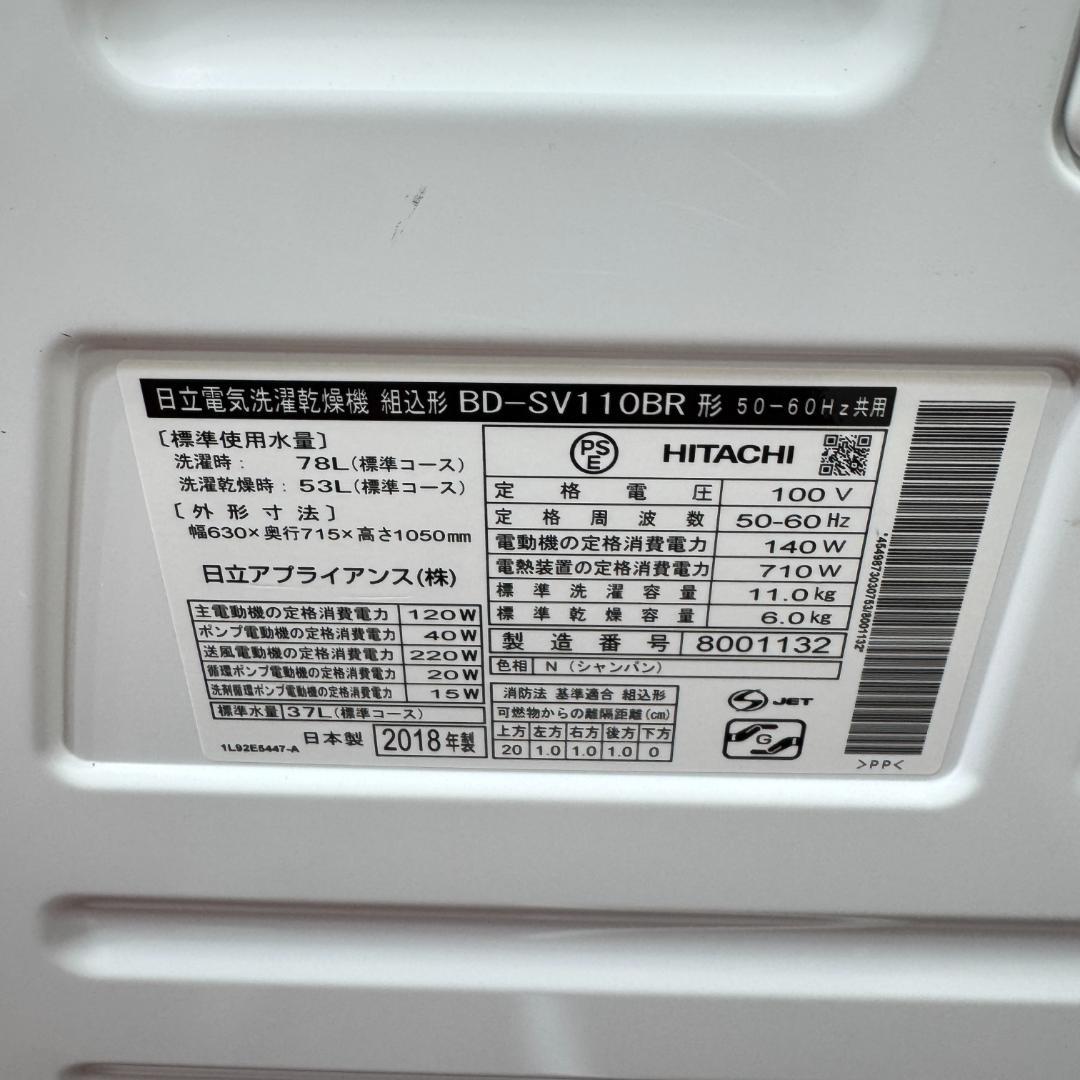 日立電気洗濯乾燥機 組込形 BD-SV110BR 形 50-60Hz共用
〔標準使用水量〕
洗濯時: 78L(標準コース)
洗濯乾燥時: 53L(標準コース)
〔外形寸法〕
幅630×奥行715×高さ1050mm
日立アプライアンス(株)
主電動機の定格消費電力 120W
ポンプ電動機の定格消費電力 40W
送風電動機の定格消費電力 220W
循環ポンプ電動機の定格消費電力 20W
洗剤循環ポンプ電動機の定格消費電力 15W
標準水量 37L(標準コース)
1L92E5447-A 日本製 2018年製
PSE HITACHI
定格電圧 100V
定格周波数 50-60Hz
電動機の定格消費電力 140W
電熱装置の定格消費電力 710W
標準洗濯容量 11.0kg
標準乾燥容量 6.0kg
製造番号 8001132
色相 N(シャンパン)
消防法 基準適合 組込形
可燃物からの離隔距離(cm)
上方 左方 右方 後方 下方
20 1.0 1.0 1.0 0
S JET
G
*4549873030763/8001132*
>PP<